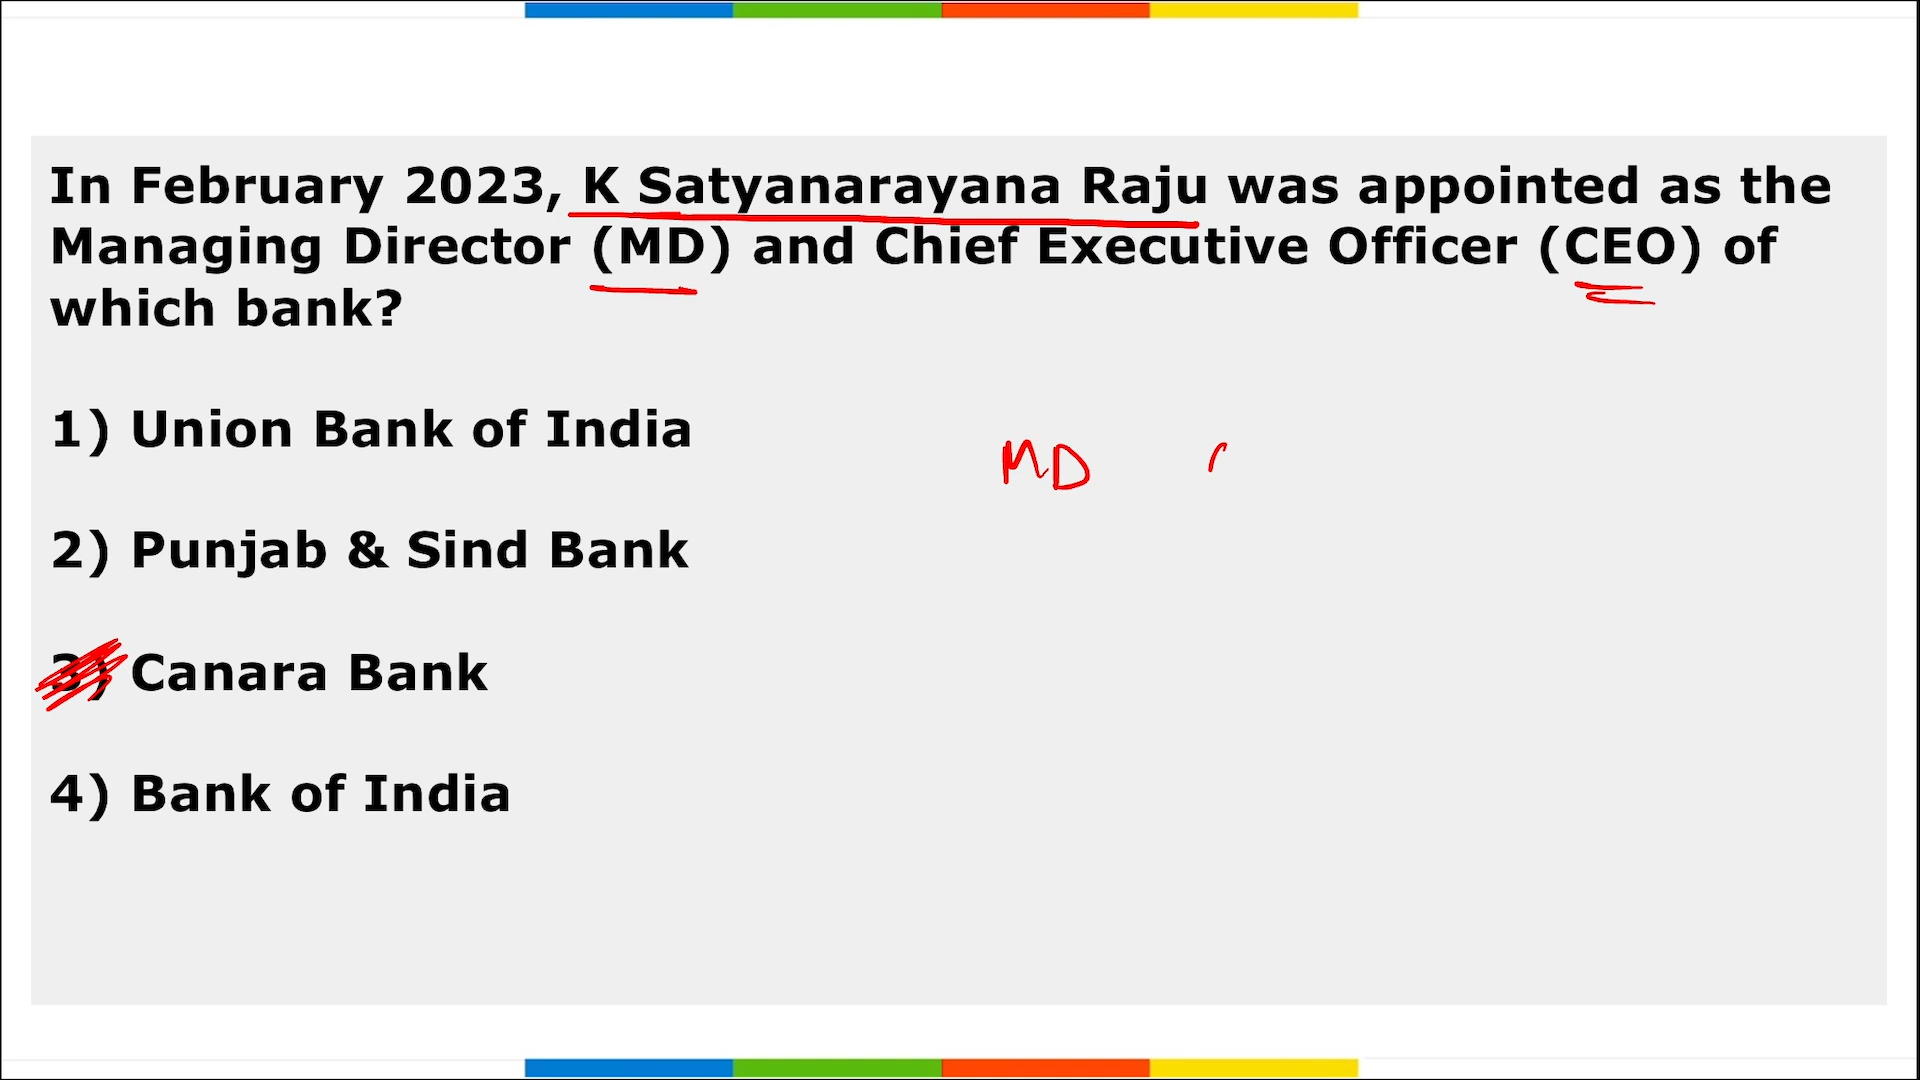 In February 2023, K Satyanarayana Raju was appointed as the
Managing Director (MD) and Chief Executive Officer (CEO) of
which bank?
1) Union Bank of India
MD
2) Punjab & Sind Bank
3) Canara Bank
4) Bank of India